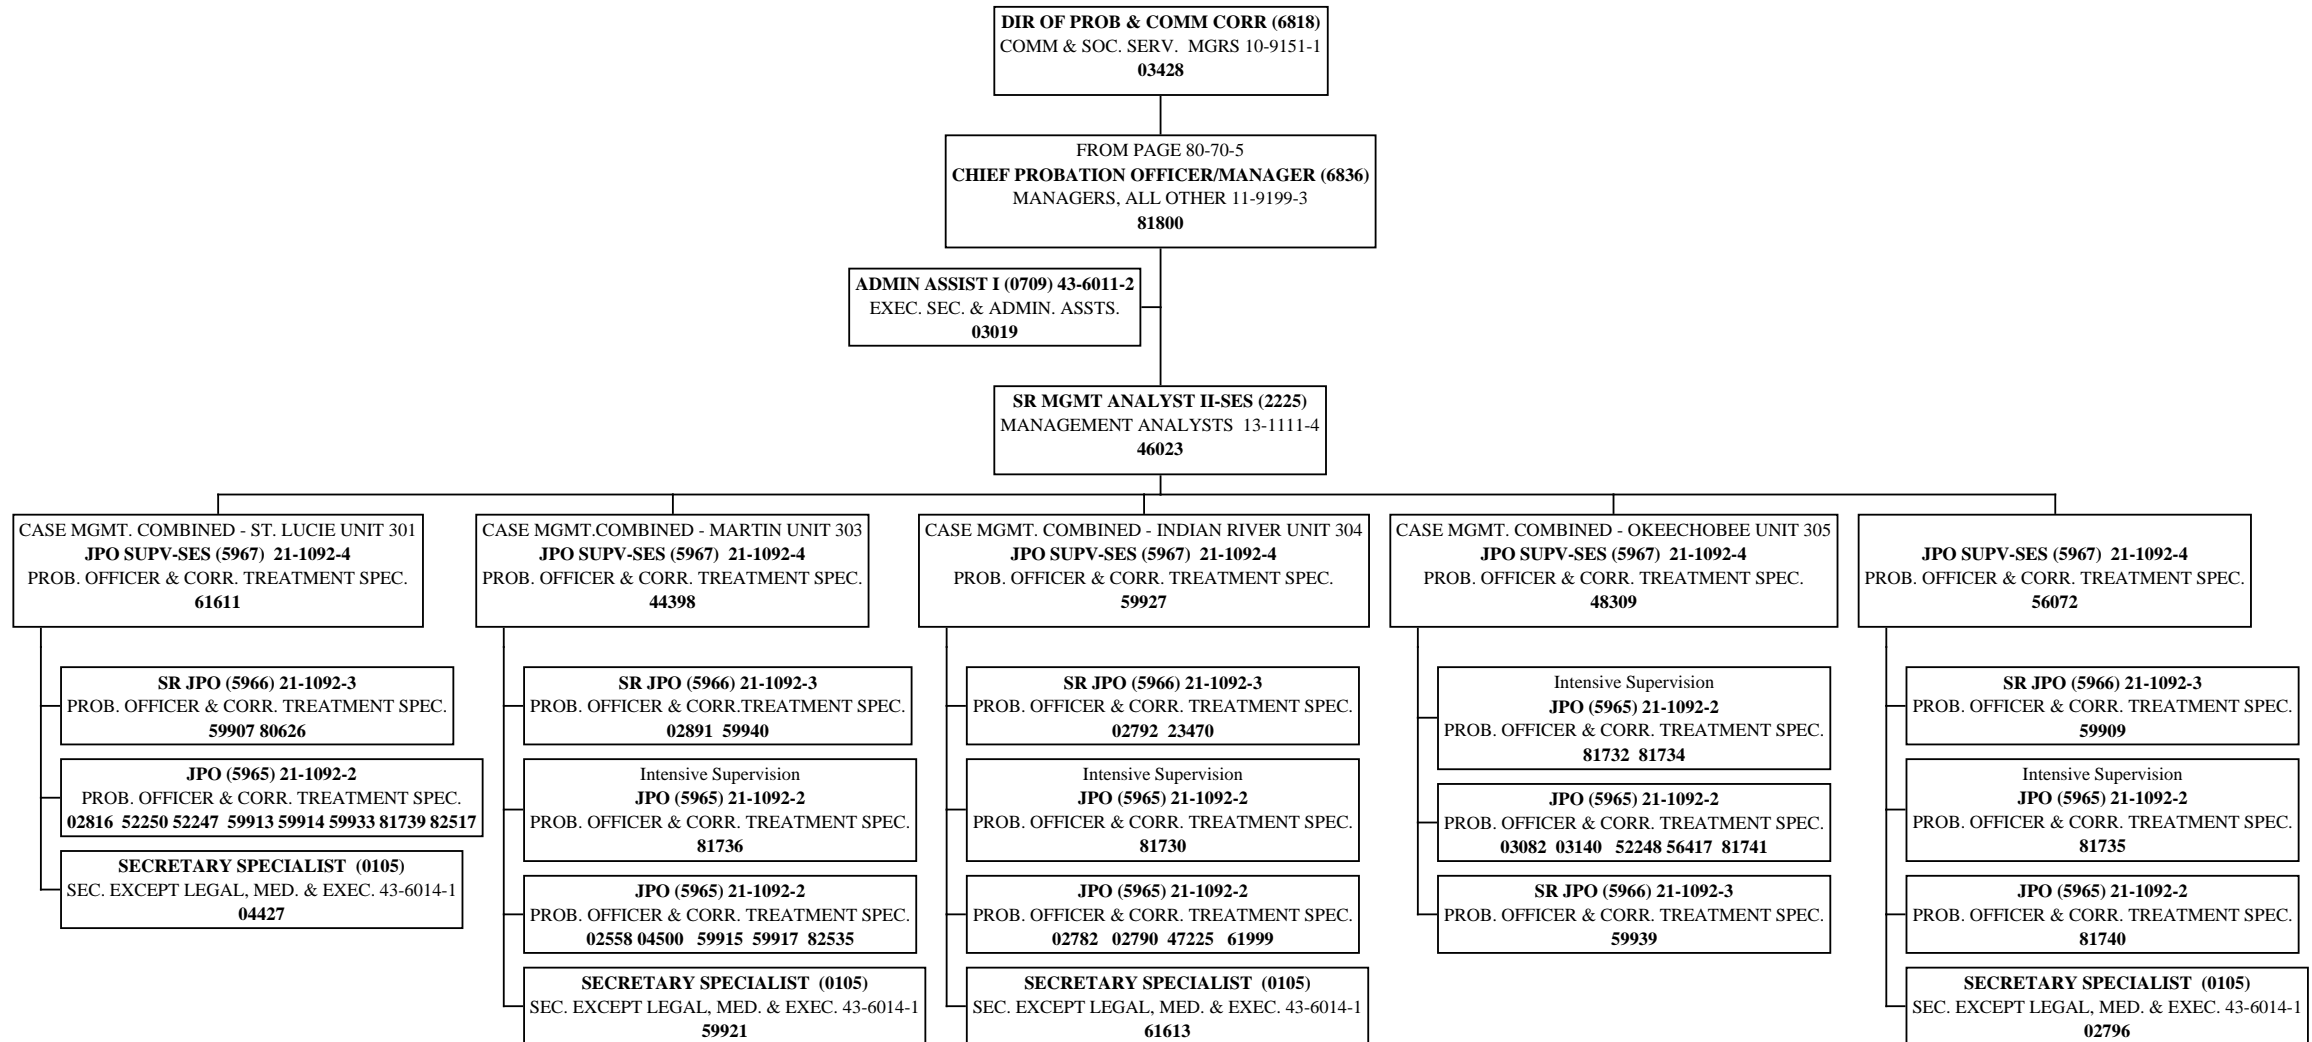 DIR OF PROB & COMM CORR (6818)
COMM & SOC. SERV. MGRS 10-9151-1
03428
FROM PAGE 80-70-5
CHIEF PROBATION OFFICER/MANAGER (6836)
MANAGERS, ALL OTHER 11-9199-3
81800
ADMIN ASSIST I (0709) 43-6011-2
EXEC. SEC. & ADMIN. ASSTS.
03019
SR MGMT ANALYST II-SES (2225)
MANAGEMENT ANALYSTS 13-1111-4
46023
CASE MGMT. COMBINED - ST. LUCIE UNIT 301
JPO SUPV-SES (5967) 21-1092-4
PROB. OFFICER & CORR. TREATMENT SPEC.
61611
SR JPO (5966) 21-1092-3
PROB. OFFICER & CORR. TREATMENT SPEC.
59907 80626
JPO (5965) 21-1092-2
PROB. OFFICER & CORR. TREATMENT SPEC.
02816 52250 52247 59913 59914 59933 81739 82517
SECRETARY SPECIALIST (0105)
SEC. EXCEPT LEGAL, MED. & EXEC. 43-6014-1
04427
CASE MGMT.COMBINED - MARTIN UNIT 303
JPO SUPV-SES (5967) 21-1092-4
PROB. OFFICER & CORR. TREATMENT SPEC.
44398
SR JPO (5966) 21-1092-3
PROB. OFFICER & CORR.TREATMENT SPEC.
02891 59940
Intensive Supervision
JPO (5965) 21-1092-2
PROB. OFFICER & CORR. TREATMENT SPEC.
81736
JPO (5965) 21-1092-2
PROB. OFFICER & CORR. TREATMENT SPEC.
02558 04500 59915 59917 82535
SECRETARY SPECIALIST (0105)
SEC. EXCEPT LEGAL, MED. & EXEC. 43-6014-1
59921
CASE MGMT. COMBINED - INDIAN RIVER UNIT 304
JPO SUPV-SES (5967) 21-1092-4
PROB. OFFICER & CORR. TREATMENT SPEC.
59927
SR JPO (5966) 21-1092-3
PROB. OFFICER & CORR. TREATMENT SPEC.
02792 23470
Intensive Supervision
JPO (5965) 21-1092-2
PROB. OFFICER & CORR. TREATMENT SPEC.
81730
JPO (5965) 21-1092-2
PROB. OFFICER & CORR. TREATMENT SPEC.
02782 02790 47225 61999
SECRETARY SPECIALIST (0105)
SEC. EXCEPT LEGAL, MED. & EXEC. 43-6014-1
61613
CASE MGMT. COMBINED - OKEECHOBEE UNIT 305
JPO SUPV-SES (5967) 21-1092-4
PROB. OFFICER & CORR. TREATMENT SPEC.
48309
Intensive Supervision
JPO (5965) 21-1092-2
PROB. OFFICER & CORR. TREATMENT SPEC.
81732 81734
JPO (5965) 21-1092-2
PROB. OFFICER & CORR. TREATMENT SPEC.
03082 03140 52248 56417 81741
SR JPO (5966) 21-1092-3
PROB. OFFICER & CORR. TREATMENT SPEC.
59939
JPO SUPV-SES (5967) 21-1092-4
PROB. OFFICER & CORR. TREATMENT SPEC.
56072
SR JPO (5966) 21-1092-3
PROB. OFFICER & CORR. TREATMENT SPEC.
59909
Intensive Supervision
JPO (5965) 21-1092-2
PROB. OFFICER & CORR. TREATMENT SPEC.
81735
JPO (5965) 21-1092-2
PROB. OFFICER & CORR. TREATMENT SPEC.
81740
SECRETARY SPECIALIST (0105)
SEC. EXCEPT LEGAL, MED. & EXEC. 43-6014-1
02796